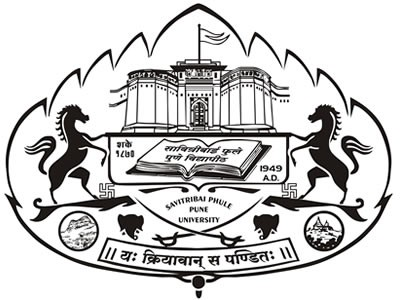 शके
१८७०
सावित्रीबाई फुले
पुणे विद्यापीठ
1949
A.D.
SAVITRIBAI PHULE
PUNE
UNIVERSITY
।। यः क्रियावान् स पण्डितः ।।